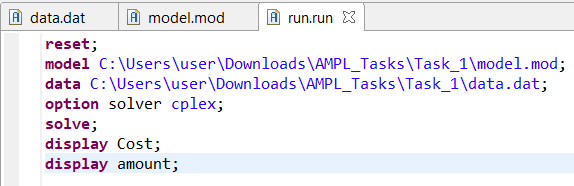 data.dat model.mod run.run
reset;
model C:\Users\user\Downloads\AMPL_Tasks\Task_1\model.mod;
data C:\Users\user\Downloads\AMPL_Tasks\Task_1\data.dat;
option solver cplex;
solve;
display Cost;
display amount;